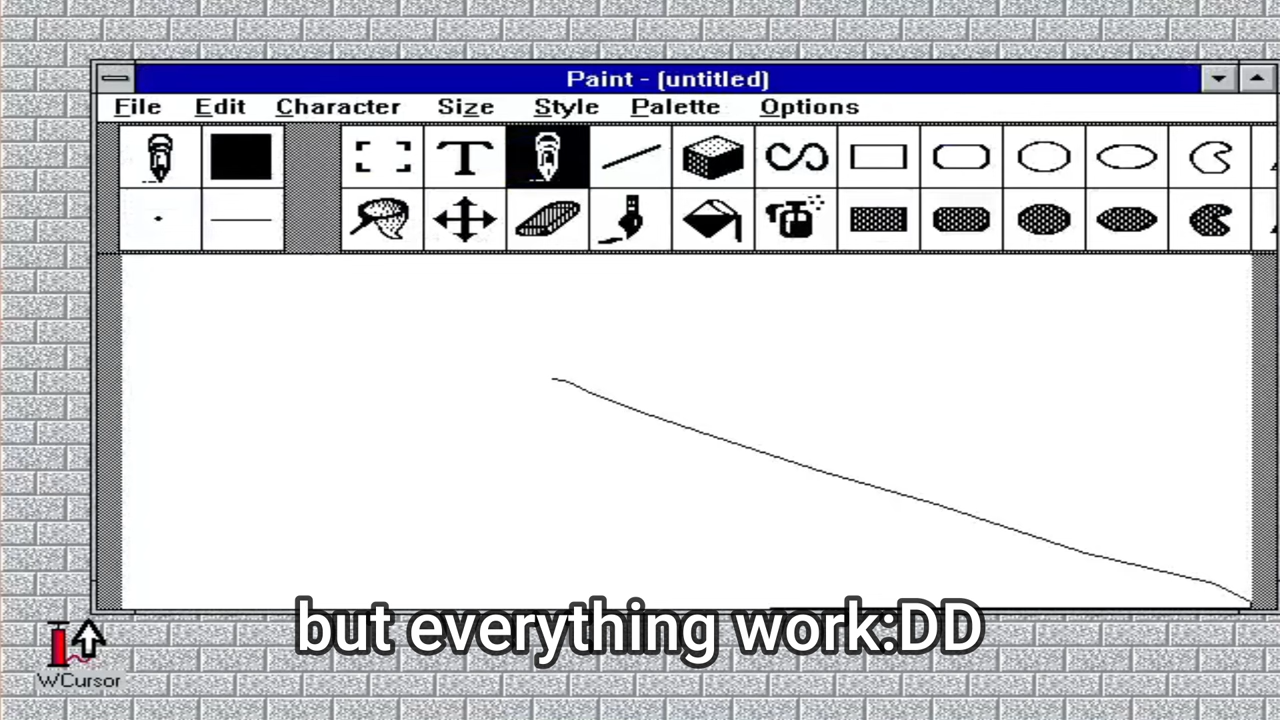 Paint - (untitled)
File Edit Character Size Style Palette Options
T
but everything work:DD
WCursor